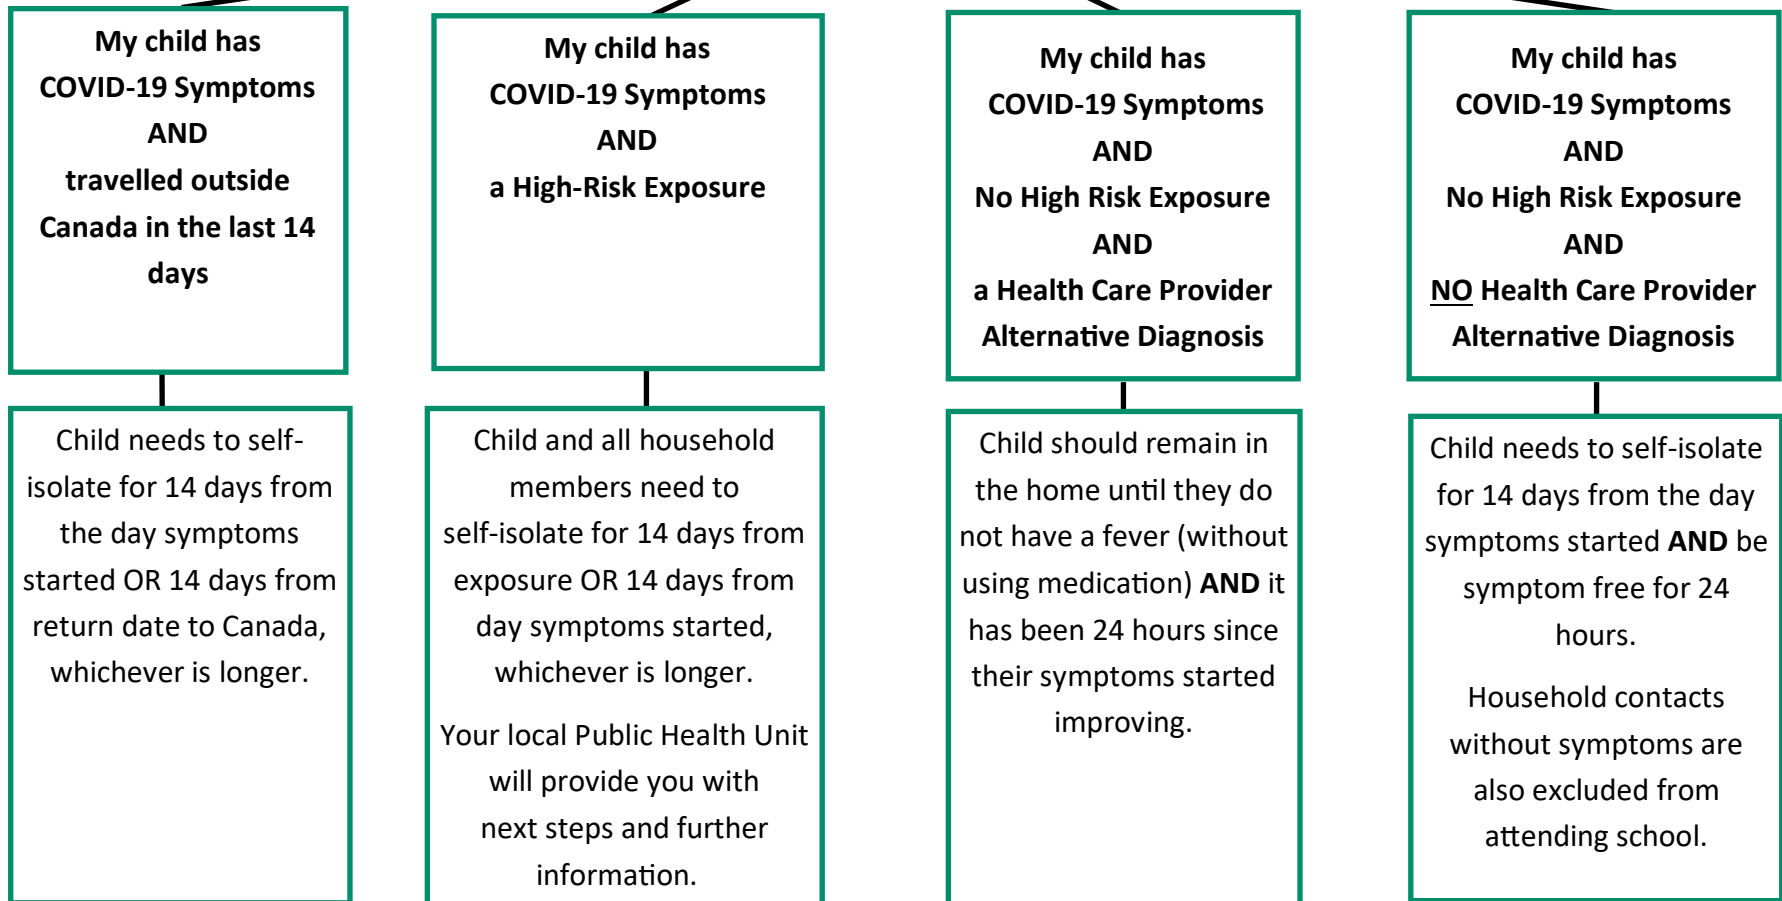 My child has
COVID-19 Symptoms
AND
travelled outside
Canada in the last 14
days
My child has
COVID-19 Symptoms
AND
a High-Risk Exposure
My child has
COVID-19 Symptoms
AND
No High Risk Exposure
AND
a Health Care Provider
Alternative Diagnosis
My child has
COVID-19 Symptoms
AND
No High Risk Exposure
AND
NO Health Care Provider
Alternative Diagnosis
Child needs to self-
isolate for 14 days from
the day symptoms
started OR 14 days from
return date to Canada,
whichever is longer.
Child and all household
members need to
self-isolate for 14 days from
exposure OR 14 days from
day symptoms started,
whichever is longer.
Your local Public Health Unit
will provide you with
next steps and further
information.
Child should remain in
the home until they do
not have a fever (without
using medication) AND it
has been 24 hours since
their symptoms started
improving.
Child needs to self-isolate
for 14 days from the day
symptoms started AND be
symptom free for 24
hours.
Household contacts
without symptoms are
also excluded from
attending school.